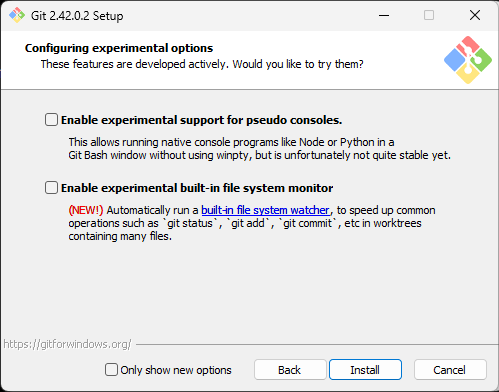 Git 2.42.0.2 Setup
Configuring experimental options
These features are developed actively. Would you like to try them?
Enable experimental support for pseudo consoles.
This allows running native console programs like Node or Python in a
Git Bash window without using winpty, but is unfortunately not quite stable yet.
Enable experimental built-in file system monitor
(NEW!) Automatically run a built-in file system watcher, to speed up common
operations such as `git status`, `git add`, `git commit`, etc in worktrees
containing many files.
https://gitforwindows.org/
Only show new options
Back
Install
Cancel